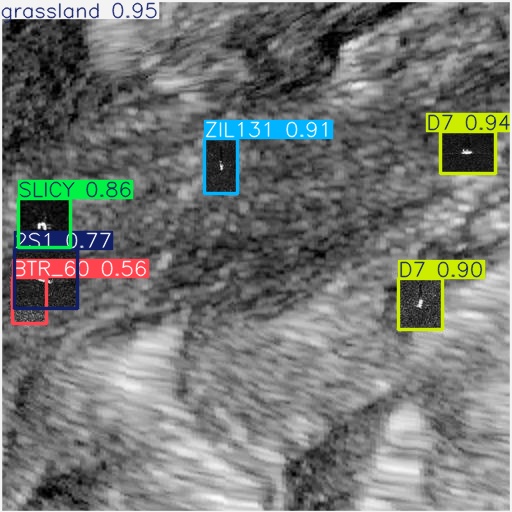 grassland 0.95
D7 0.94
ZIL131 0.91
SLICY 0.86
2S1 0.77
BTR_60 0.56
D7 0.90